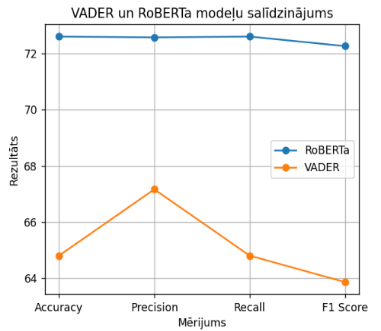 VADER un RoBERTa modeļu salīdzinājums
72
70
68
66
64
Rezultāts
RoBERTa
VADER
Accuracy Precision Recall F1 Score
Mērijums